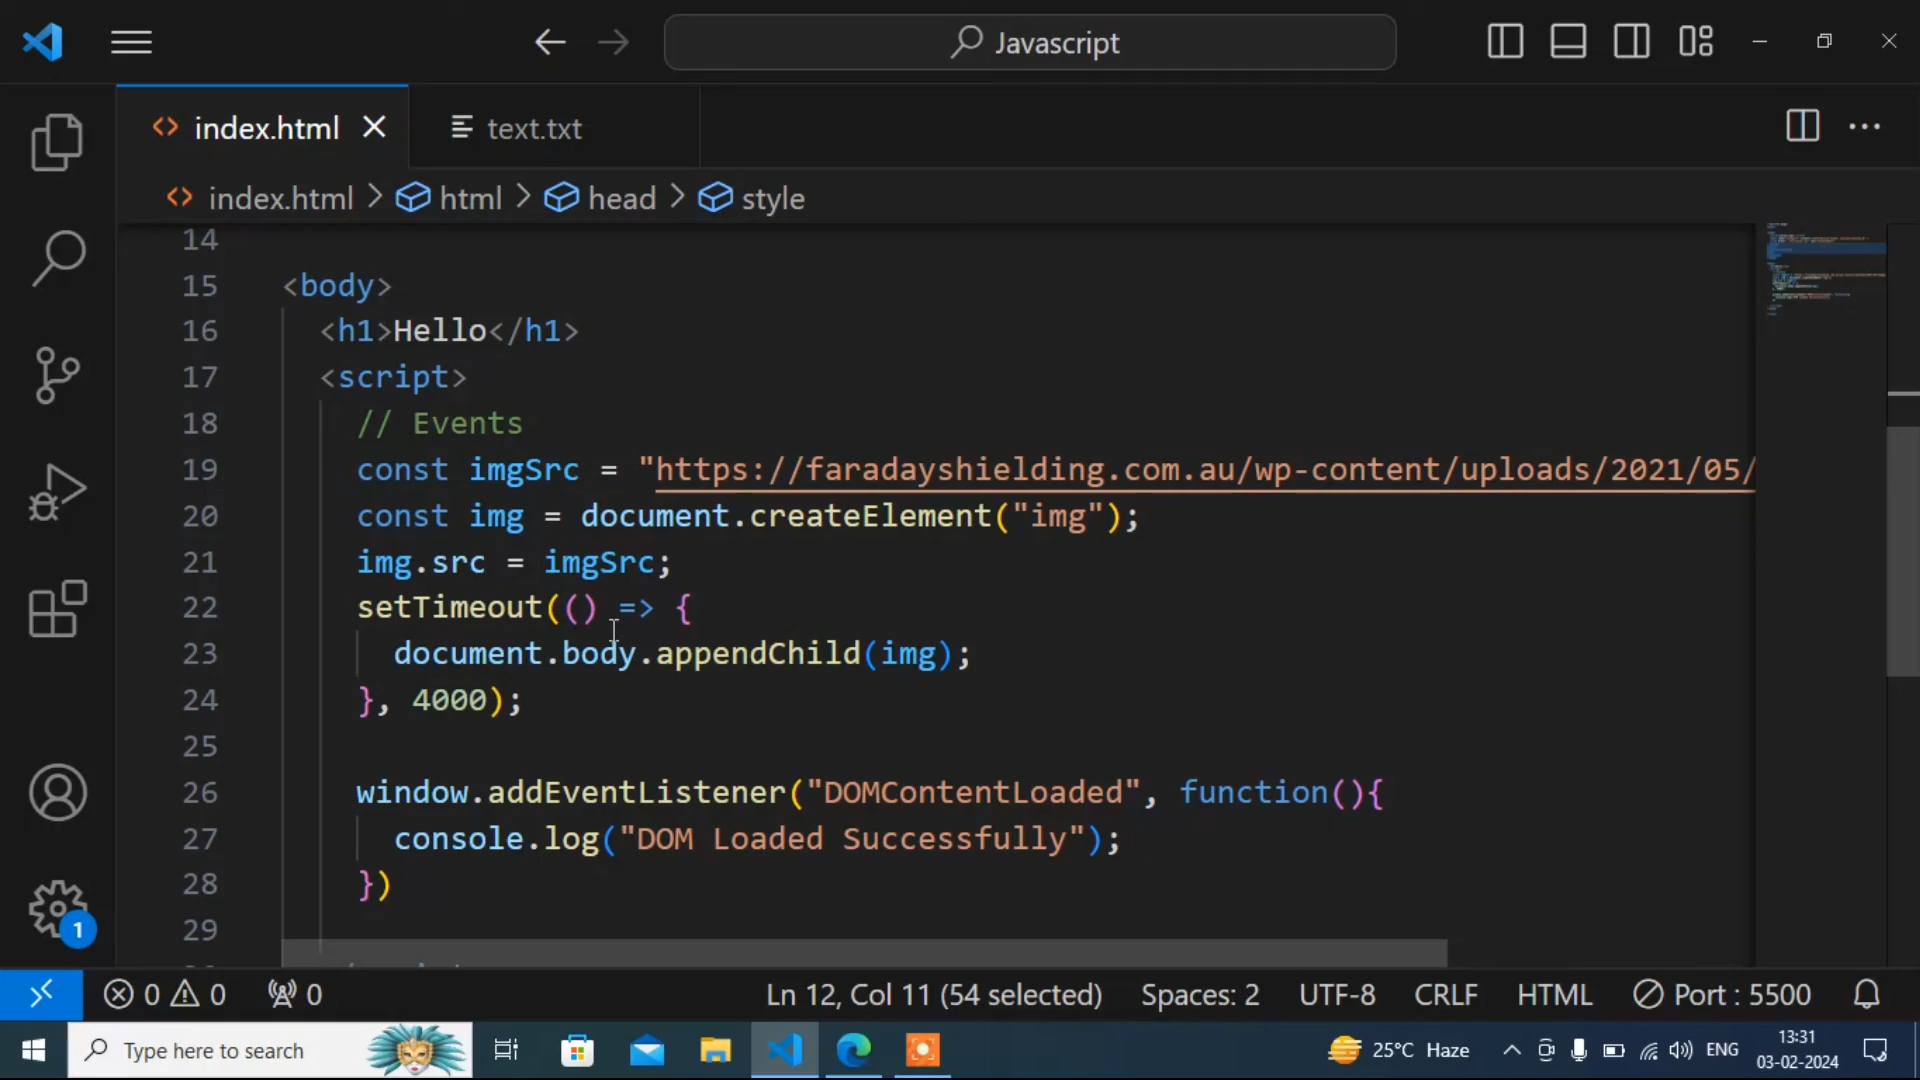 Javascript
index.html
text.txt
index.html > html > head > style
14
15 <body>
16 <h1>Hello</h1>
17 <script>
18 // Events
19 const imgSrc = "https://faradayshielding.com.au/wp-content/uploads/2021/05/
20 const img = document.createElement("img");
21 img.src = imgSrc;
22 setTimeout(() => {
23 document.body.appendChild(img);
24 }, 4000);
25
26 window.addEventListener("DOMContentLoaded", function(){
27 console.log("DOM Loaded Successfully");
28 })
29
1
0 0 0 Ln 12, Col 11 (54 selected) Spaces: 2 UTF-8 CRLF HTML Port : 5500
Type here to search 25°C Haze ENG 13:31
03-02-2024